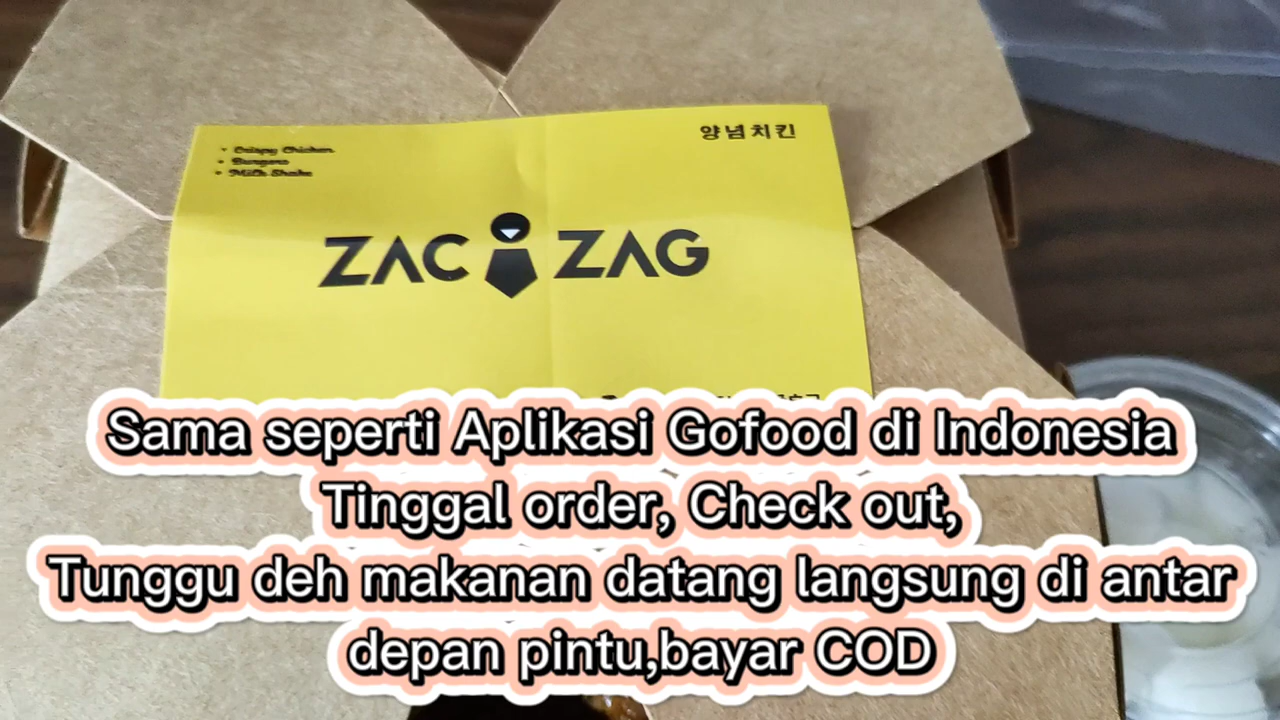 양념치킨
• Crispy Chicken
• Burgers
• Milk Shake
ZAC ZAG
Sama seperti Aplikasi Gofood di Indonesia
Tinggal order, Check out,
Tunggu deh makanan datang langsung di antar
depan pintu,bayar COD